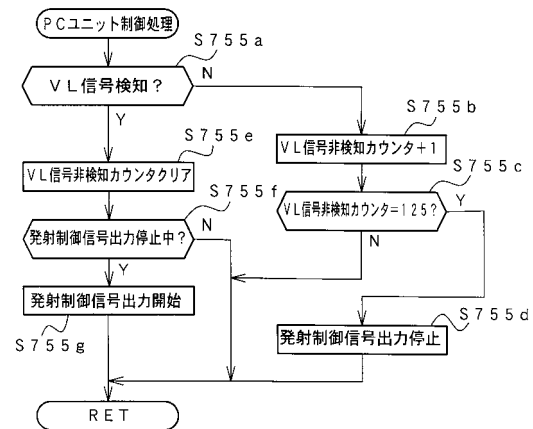 PCユニット制御処理
S755a
VL信号検知?
N
Y
S755b
VL信号非検知カウンタ+1
S755e
VL信号非検知カウンタクリア
S755c
VL信号非検知カウンタ=125?
Y
N
S755f
発射制御信号出力停止中?
N
Y
発射制御信号出力開始
S755g
S755d
発射制御信号出力停止
RET